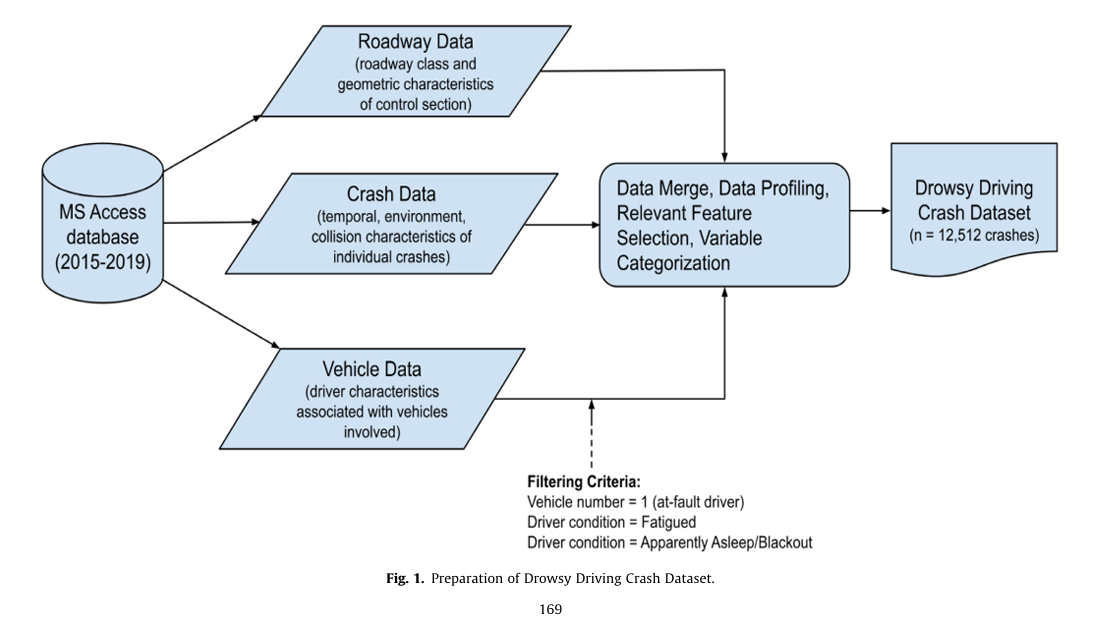 Roadway Data
(roadway class and
geometric characteristics
of control section)
MS Access
database
(2015-2019)
Crash Data
(temporal, environment,
collision characteristics of
individual crashes)
Data Merge, Data Profiling,
Relevant Feature
Selection, Variable
Categorization
Drowsy Driving
Crash Dataset
(n = 12,512 crashes)
Vehicle Data
(driver characteristics
associated with vehicles
involved)
Filtering Criteria:
Vehicle number = 1 (at-fault driver)
Driver condition = Fatigued
Driver condition = Apparently Asleep/Blackout
Fig. 1. Preparation of Drowsy Driving Crash Dataset.
169